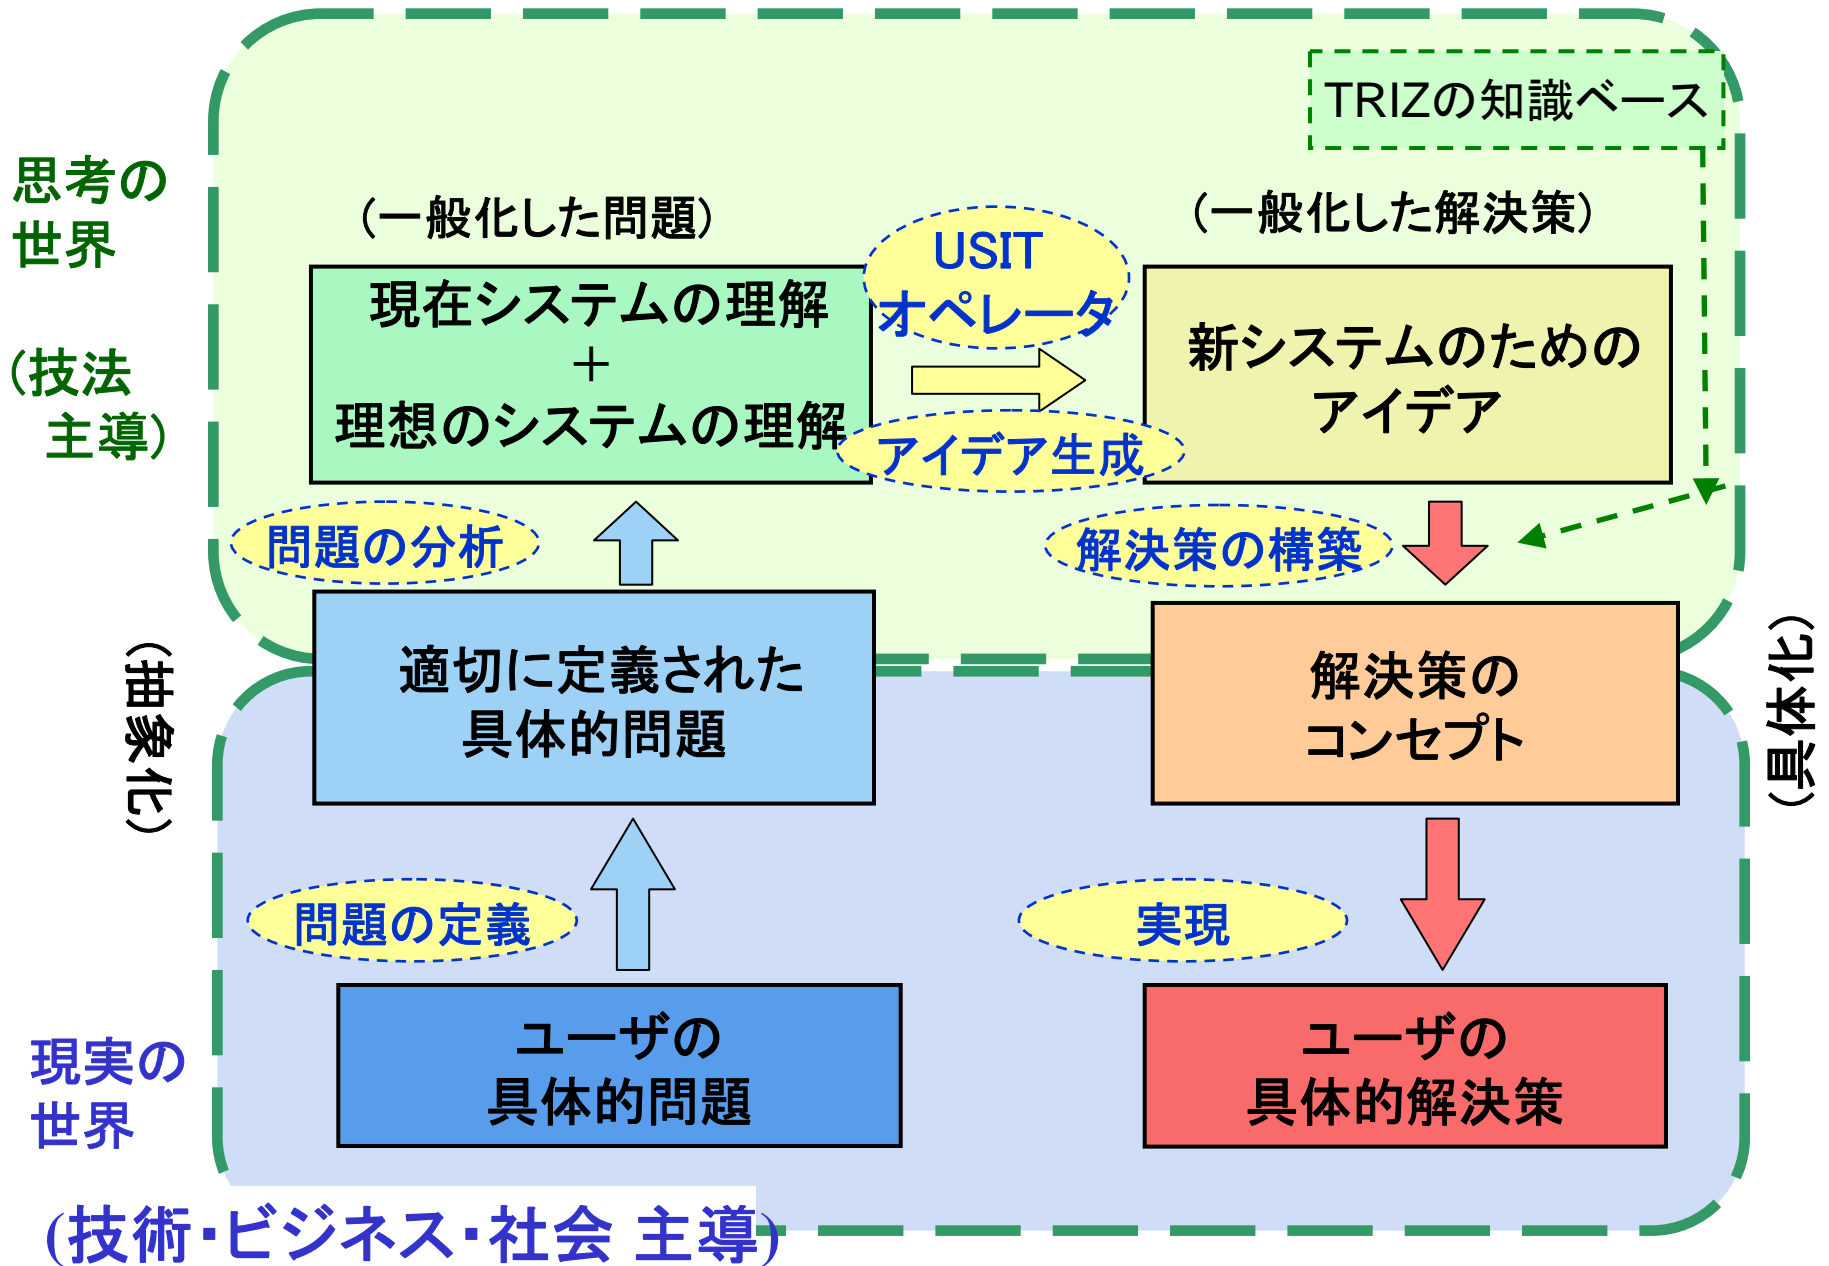 TRIZの知識ベース
思考の
世界
(技法
主導)
(一般化した問題)
現在システムの理解
＋
理想のシステムの理解
USIT
オペレータ
アイデア生成
(一般化した解決策)
新システムのための
アイデア
問題の分析
解決策の構築
(抽象化)
適切に定義された
具体的問題
解決策の
コンセプト
(具体化)
問題の定義
実現
現実の
世界
ユーザの
具体的問題
ユーザの
具体的解決策
(技術・ビジネス・社会 主導)